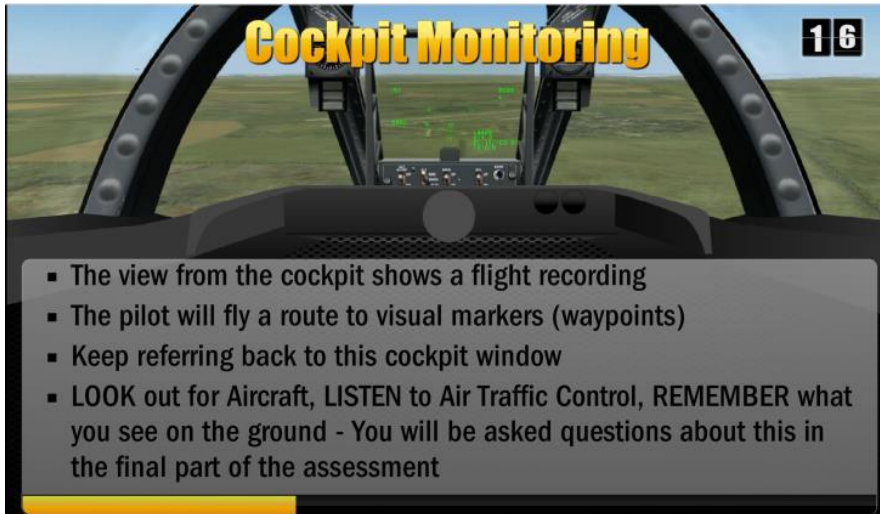 Cockpit Monitoring
16
▪ The view from the cockpit shows a flight recording
▪ The pilot will fly a route to visual markers (waypoints)
▪ Keep referring back to this cockpit window
▪ LOOK out for Aircraft, LISTEN to Air Traffic Control, REMEMBER what
you see on the ground - You will be asked questions about this in
the final part of the assessment